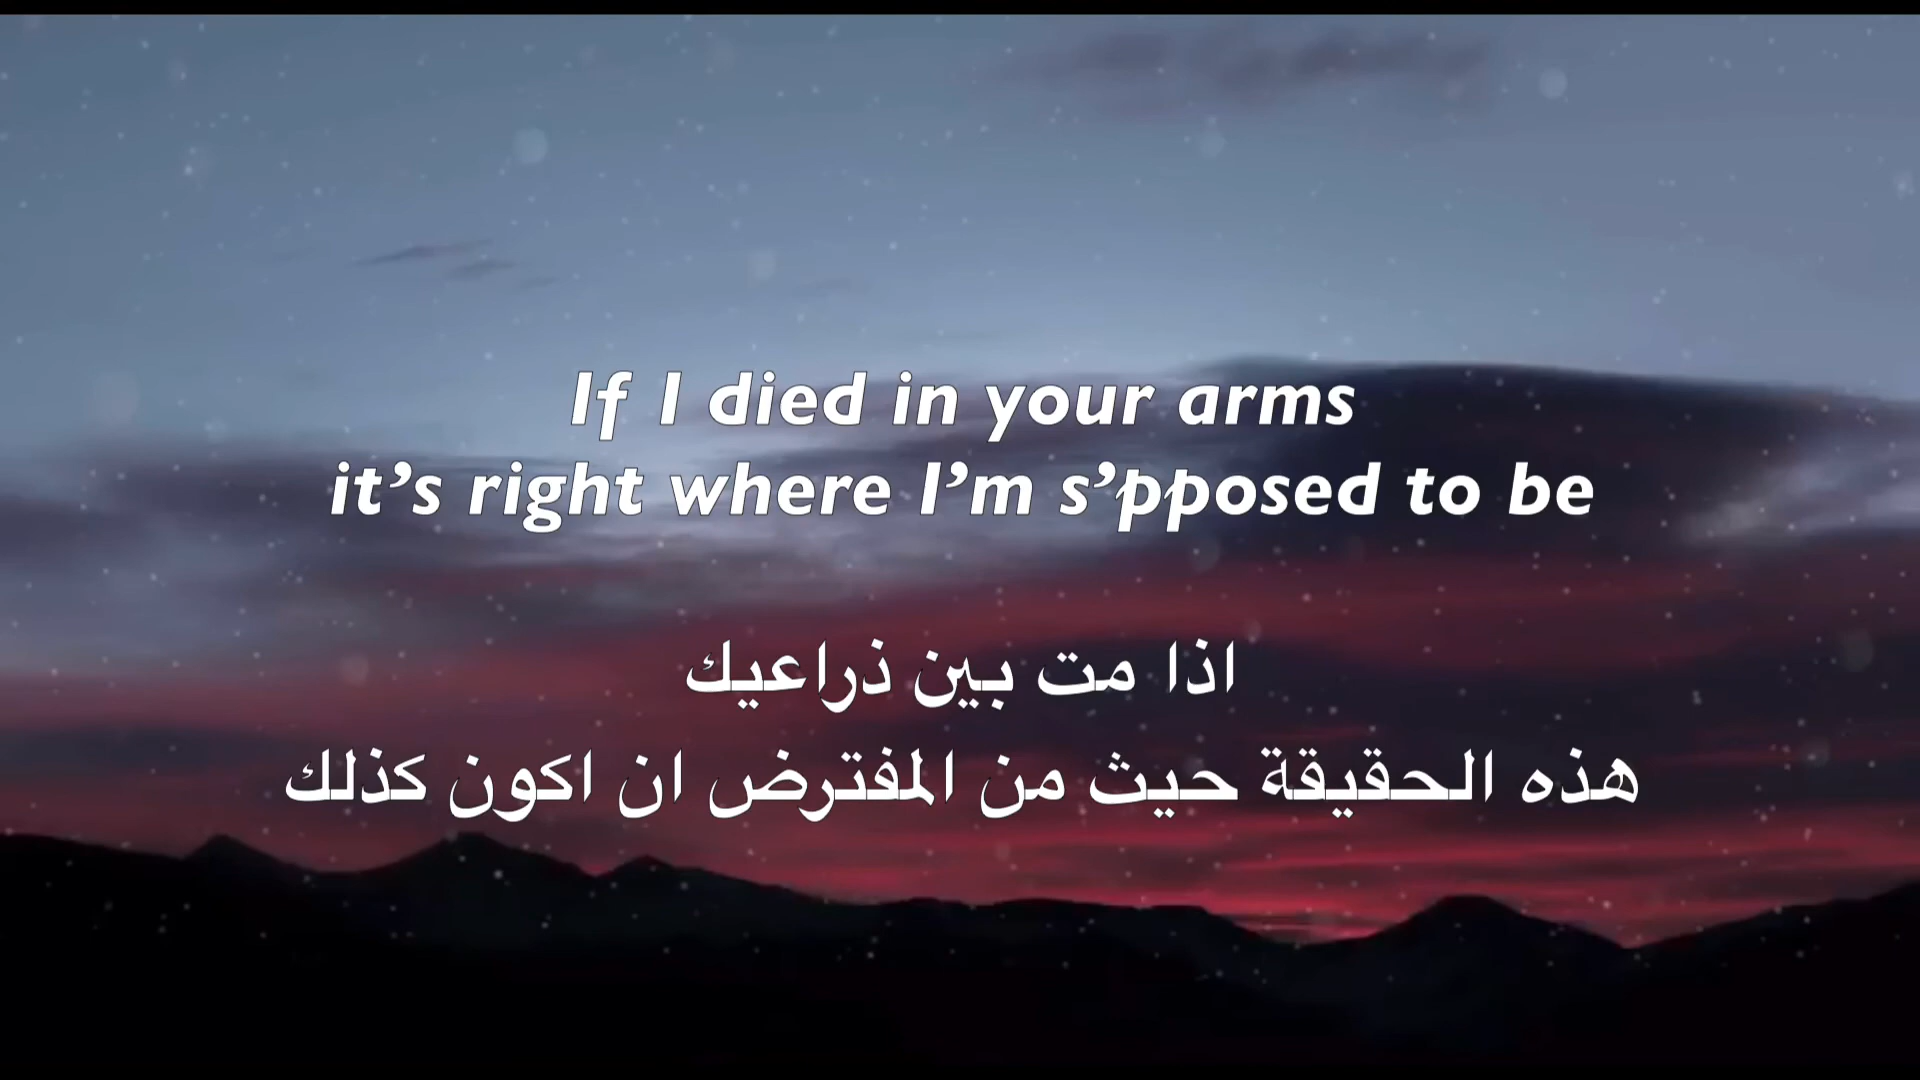 If I died in your arms
it’s right where I’m s’pposed to be
اذا مت بين ذراعيك
هذه الحقيقة حيث من المفترض ان اكون كذلك